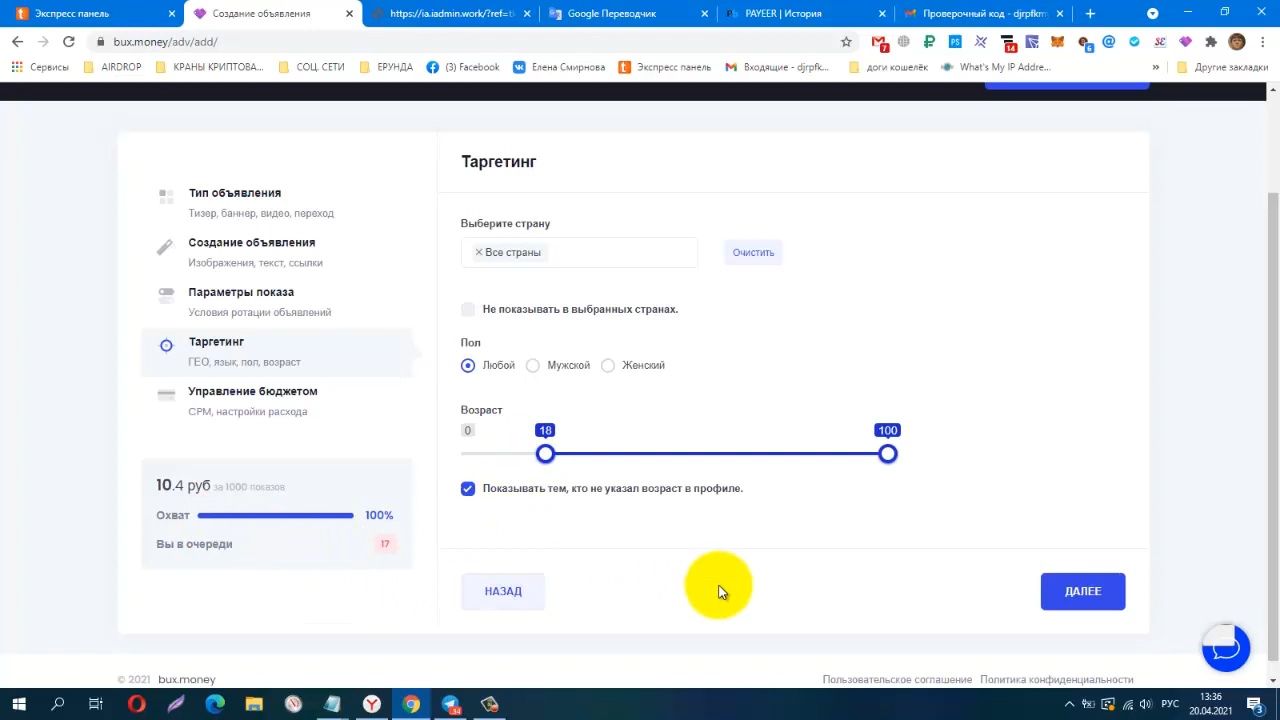 Экспресс панель
Создание объявления
https://ia.iadmin.work/?ref=t
Google Переводчик
PAYEER | История
Проверочный код - djrpfkm
bux.money/adv/add/
7
14
6
Сервисы
AIRDROP
КРАНЫ КРИПТОВА...
СОЦ. СЕТИ
ЕРУНДА
(3) Facebook
Елена Смирнова
Экспресс панель
Входящие - djrpfk...
доги кошелёк
What's My IP Addre...
»
Другие закладки
Таргетинг
Тип объявления
Тизер, баннер, видео, переход
Создание объявления
Изображения, текст, ссылки
Параметры показа
Условия ротации объявлений
Таргетинг
ГЕО, язык, пол, возраст
Управление бюджетом
CPM, настройки расхода
10.4 руб за 1000 показов
Охват 100%
Вы в очереди 17
Выберите страну
× Все страны
Очистить
Не показывать в выбранных странах.
Пол
Любой Мужской Женский
Возраст
0 18 100
Показывать тем, кто не указал возраст в профиле.
НАЗАД
ДАЛЕЕ
© 2021 bux.money
Пользовательское соглашение Политика конфиденциальности
РУС
13:36
20.04.2021
3